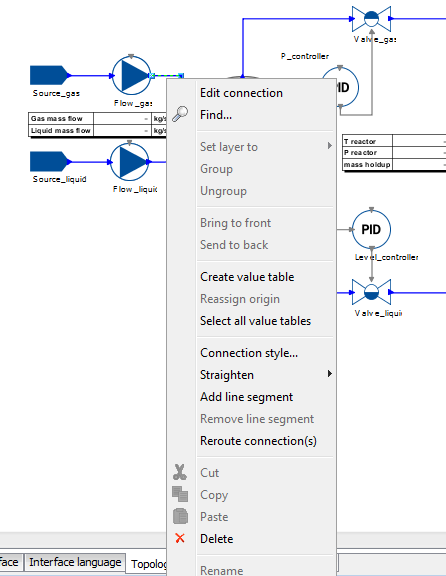 Valve_gas
P_controller
PID
Source_gas
Flow_gas
Gas mass flow – kg/s
Liquid mass flow – kg/s
Source_liquid
Flow_liquid
T reactor
P reactor
mass holdup
PID
Level_controller
Valve_liquid
Edit connection
Find...
Set layer to
Group
Ungroup
Bring to front
Send to back
Create value table
Reassign origin
Select all value tables
Connection style...
Straighten
Add line segment
Remove line segment
Reroute connection(s)
Cut
Copy
Paste
Delete
Rename
face
Interface language
Topolo